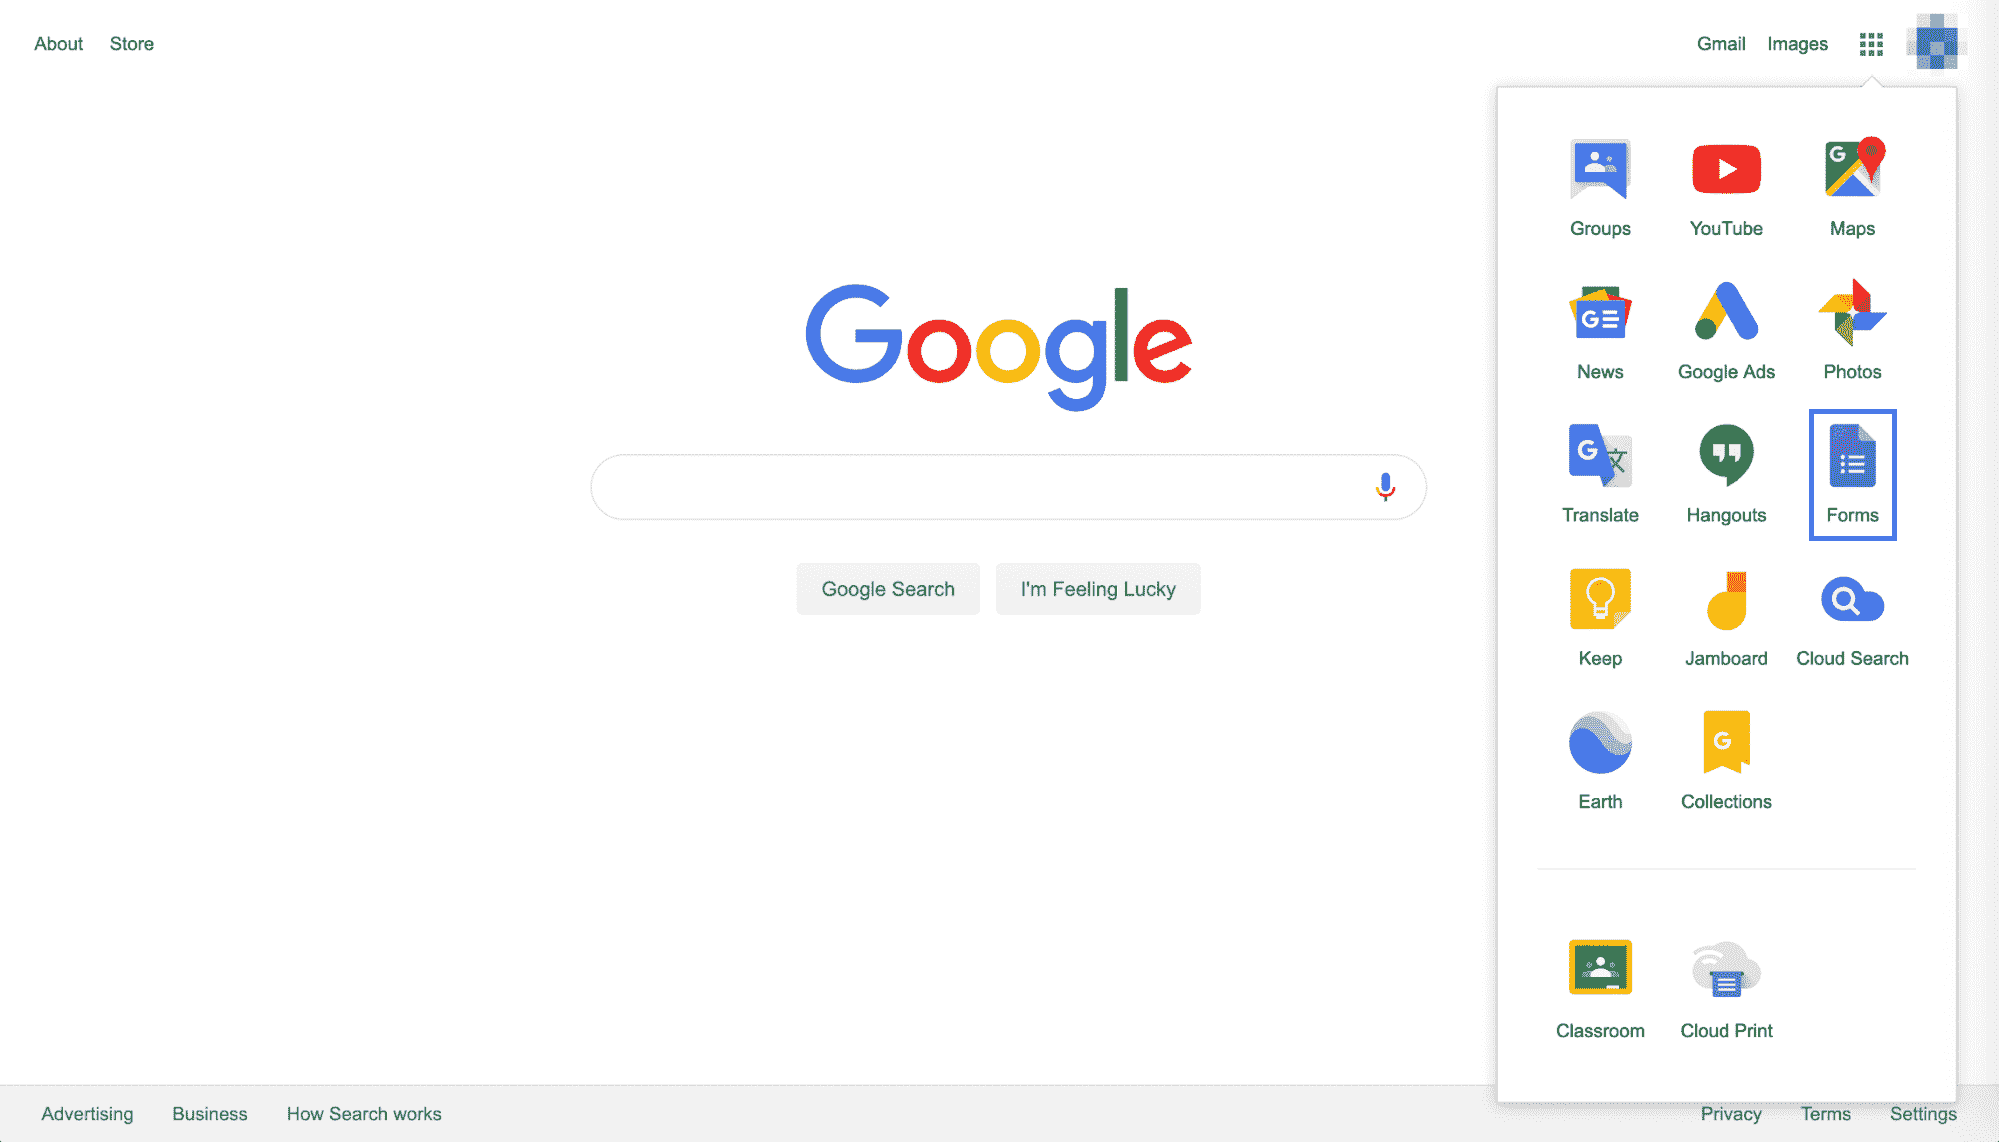 About Store
Gmail Images
Google
Google Search I'm Feeling Lucky
Groups YouTube Maps
News Google Ads Photos
Translate Hangouts Forms
Keep Jamboard Cloud Search
Earth Collections
Classroom Cloud Print
Advertising Business How Search works
Privacy Terms Settings